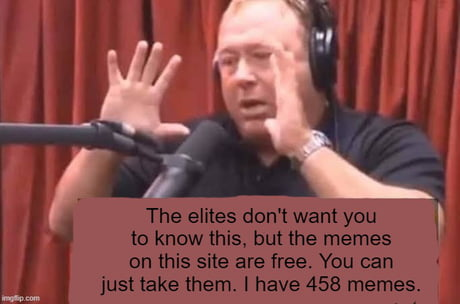 The elites don't want you
to know this, but the memes
on this site are free. You can
just take them. I have 458 memes.
imgflip.com